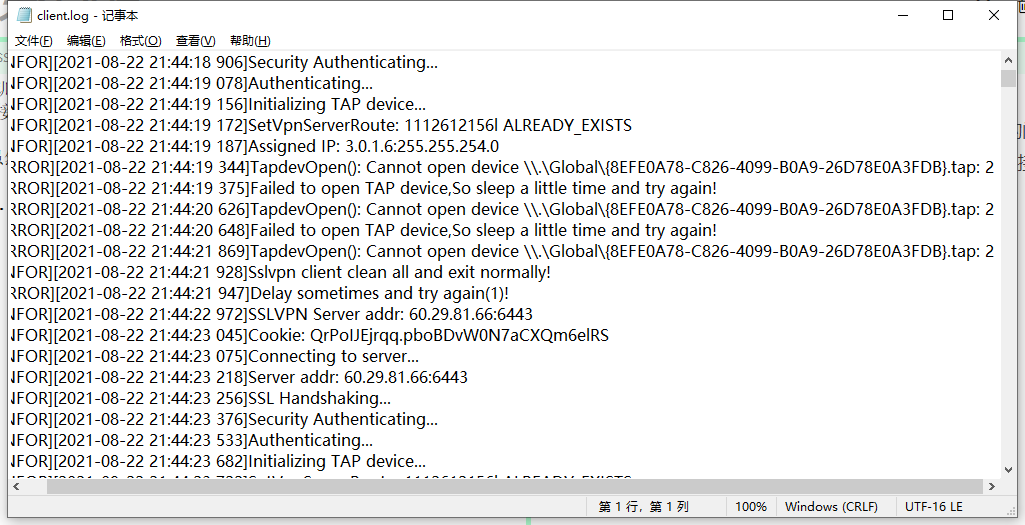 client.log - 记事本
文件(F) 编辑(E) 格式(O) 查看(V) 帮助(H)
NFOR][2021-08-22 21:44:18 906]Security Authenticating...
NFOR][2021-08-22 21:44:19 078]Authenticating...
NFOR][2021-08-22 21:44:19 156]Initializing TAP device...
NFOR][2021-08-22 21:44:19 172]SetVpnServerRoute: 1112612156l ALREADY_EXISTS
NFOR][2021-08-22 21:44:19 187]Assigned IP: 3.0.1.6:255.255.254.0
RROR][2021-08-22 21:44:19 344]TapdevOpen(): Cannot open device \\.\Global\{8EFE0A78-C826-4099-B0A9-26D78E0A3FDB}.tap: 2
RROR][2021-08-22 21:44:19 375]Failed to open TAP device,So sleep a little time and try again!
RROR][2021-08-22 21:44:20 626]TapdevOpen(): Cannot open device \\.\Global\{8EFE0A78-C826-4099-B0A9-26D78E0A3FDB}.tap: 2
RROR][2021-08-22 21:44:20 648]Failed to open TAP device,So sleep a little time and try again!
RROR][2021-08-22 21:44:21 869]TapdevOpen(): Cannot open device \\.\Global\{8EFE0A78-C826-4099-B0A9-26D78E0A3FDB}.tap: 2
NFOR][2021-08-22 21:44:21 928]Sslvpn client clean all and exit normally!
RROR][2021-08-22 21:44:21 947]Delay sometimes and try again(1)!
NFOR][2021-08-22 21:44:22 972]SSLVPN Server addr: 60.29.81.66:6443
NFOR][2021-08-22 21:44:23 045]Cookie: QrPoIJEjrqq.pboBDvW0N7aCXQm6elRS
NFOR][2021-08-22 21:44:23 075]Connecting to server...
NFOR][2021-08-22 21:44:23 218]Server addr: 60.29.81.66:6443
NFOR][2021-08-22 21:44:23 256]SSL Handshaking...
NFOR][2021-08-22 21:44:23 376]Security Authenticating...
NFOR][2021-08-22 21:44:23 533]Authenticating...
NFOR][2021-08-22 21:44:23 682]Initializing TAP device...
第 1 行，第 1 列 100% Windows (CRLF) UTF-16 LE